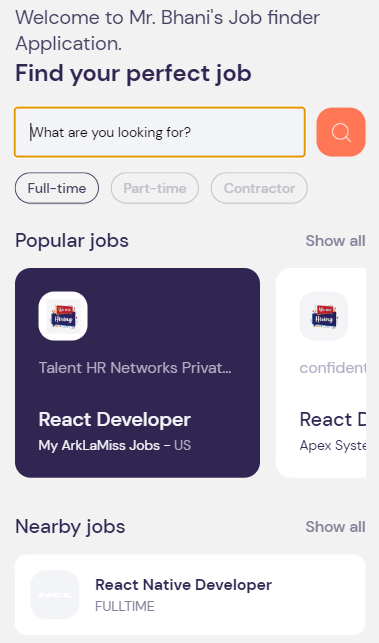 Welcome to Mr. Bhani's Job finder
Application.
Find your perfect job
What are you looking for?
Full-time Part-time Contractor
Popular jobs Show all
We are Hiring
Talent HR Networks Privat...
React Developer
My ArkLaMiss Jobs - US
We are Hiring
confident
React D
Apex Syste
Nearby jobs Show all
HCL
React Native Developer
FULLTIME